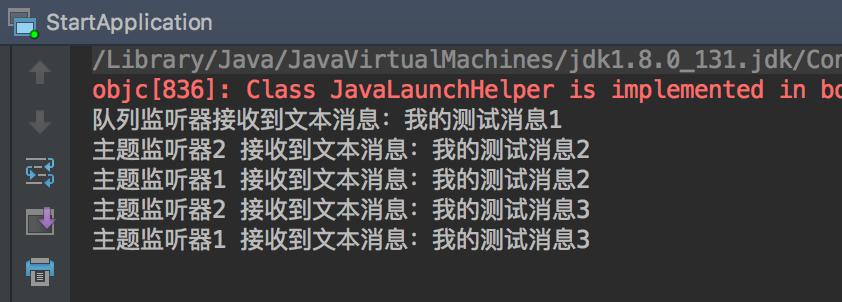 StartApplication
/Library/Java/JavaVirtualMachines/jdk1.8.0_131.jdk/Con
objc[836]: Class JavaLaunchHelper is implemented in bo
队列监听器接收到文本消息：我的测试消息1
主题监听器2 接收到文本消息：我的测试消息2
主题监听器1 接收到文本消息：我的测试消息2
主题监听器2 接收到文本消息：我的测试消息3
主题监听器1 接收到文本消息：我的测试消息3